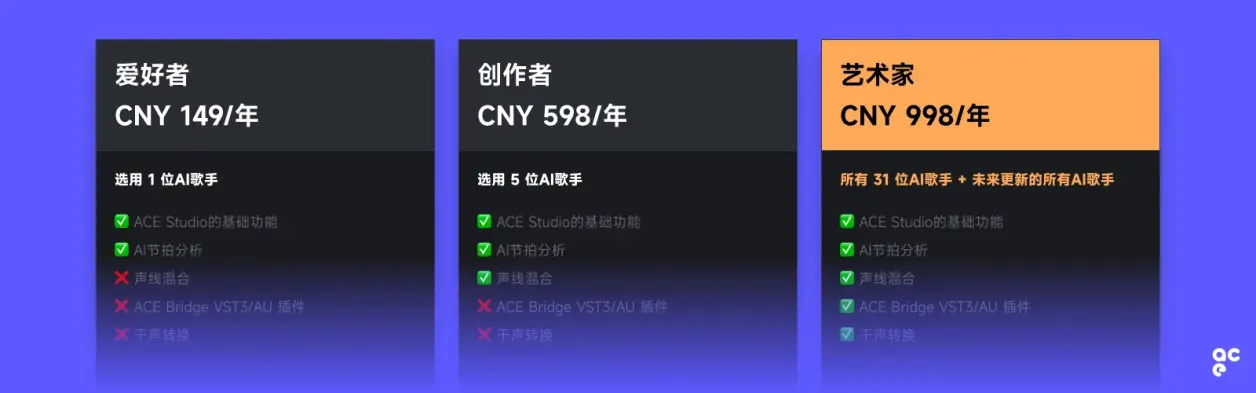 爱好者
CNY 149/年
选用 1 位AI歌手
✅ ACE Studio的基础功能
✅ AI节拍分析
❌ 声线混合
❌ ACE Bridge VST3/AU 插件
❌ 干声转换
创作者
CNY 598/年
选用 5 位AI歌手
✅ ACE Studio的基础功能
✅ AI节拍分析
✅ 声线混合
❌ ACE Bridge VST3/AU 插件
❌ 干声转换
艺术家
CNY 998/年
所有 31 位AI歌手 + 未来更新的所有AI歌手
✅ ACE Studio的基础功能
✅ AI节拍分析
✅ 声线混合
✅ ACE Bridge VST3/AU 插件
✅ 干声转换
ace